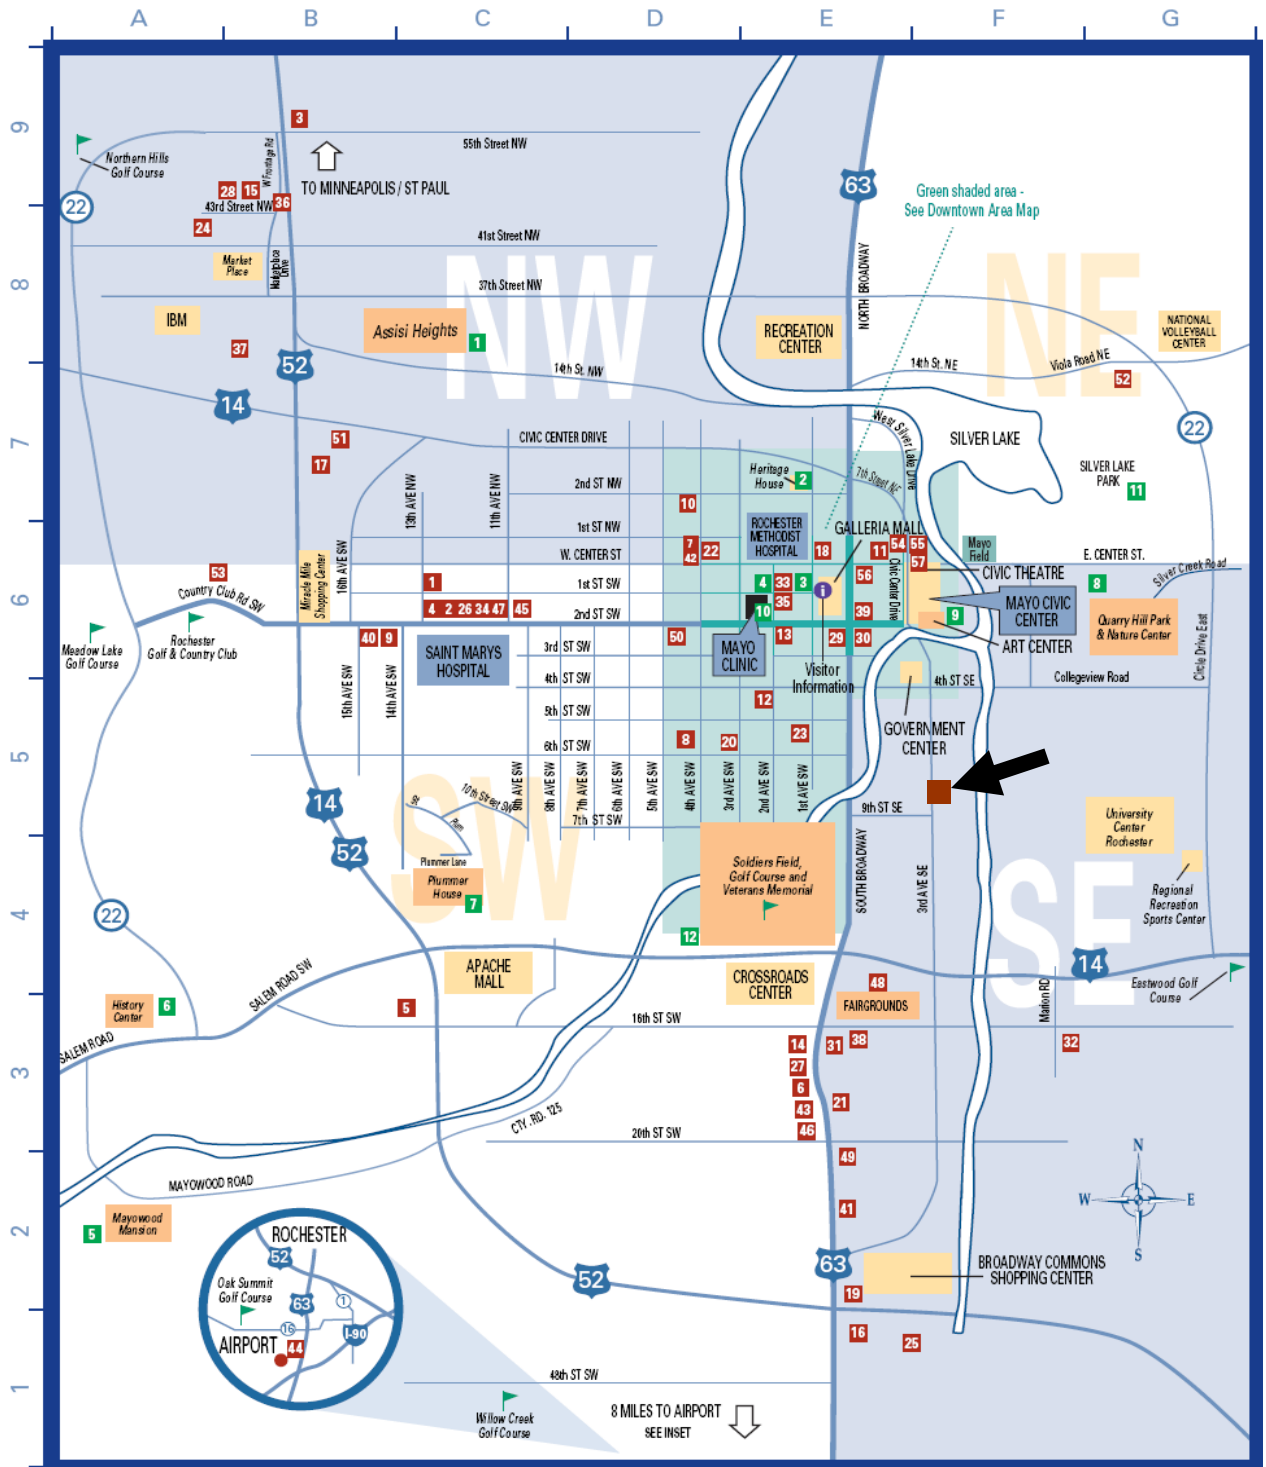 A B C D E F G
9
8
7
6
5
4
3
2
1
3
55th Street NW
W Frontage Rd
Northern Hills
Golf Course
TO MINNEAPOLIS / ST PAUL
28 15
36
43rd Street NW
22
24
41st Street NW
Market
Place
Marketplace
Drive
37th Street NW
NW
IBM
Assisi Heights
1
37
52
14th St. NW
14
63
Green shaded area -
See Downtown Area Map
NORTH BROADWAY
NE
RECREATION
CENTER
NATIONAL
VOLLEYBALL
CENTER
14th St. NE
Viola Road NE
52
22
51
17
CIVIC CENTER DRIVE
West Silver Lake Drive
SILVER LAKE
SILVER LAKE
PARK
11
7th Street NE
Heritage
House
2
2nd ST NW
13th AVE NW
11th AVE NW
10
1st ST NW
ROCHESTER
METHODIST
HOSPITAL
GALLERIA MALL
W. CENTER ST
7
42
22
18
11
54
55
57
Mayo
Field
E. CENTER ST.
CIVIC THEATRE
Silver Creek Road
Miracle Mile
Shopping Center
16th AVE SW
53
Country Club Rd SW
1
1st ST SW
4
33
3
56
Civic Center Drive
i
8
4 2 26 34 47 45
2nd ST SW
10
35
39
MAYO CIVIC
CENTER
9
Quarry Hill Park
& Nature Center
Meadow Lake
Golf Course
Rochester
Golf & Country Club
40 9
SAINT MARYS
HOSPITAL
3rd ST SW
50
MAYO
CLINIC
13
29
30
ART CENTER
Circle Drive East
Visitor
Information
15th AVE SW
14th AVE SW
4th ST SW
4th ST SE
Collegeview Road
12
5th ST SW
GOVERNMENT
CENTER
6th ST SW
8
20
23
SW
9th AVE SW
8th AVE SW
7th AVE SW
6th AVE SW
5th AVE SW
4th AVE SW
3rd AVE SW
2nd AVE SW
1st AVE SW
14
10th Street SW
St
Plum
7th ST SW
9th ST SE
University
Center
Rochester
52
Plummer Lane
Plummer
House
7
Soldiers Field,
Golf Course and
Veterans Memorial
SOUTH BROADWAY
3rd AVE SE
SE
Regional
Recreation
Sports Center
22
12
14
SALEM ROAD SW
APACHE
MALL
CROSSROADS
CENTER
48
FAIRGROUNDS
Marion RD
Eastwood Golf
Course
History
Center
6
5
16th ST SW
SALEM ROAD
14
31
38
32
27
6
43
21
46
CTY. RD. 125
20th ST SW
49
MAYOWOOD ROAD
41
N
W E
S
5
Mayowood
Mansion
ROCHESTER
52
52
63
BROADWAY COMMONS
SHOPPING CENTER
Oak Summit
Golf Course
63
1
19
16
I-90
AIRPORT
44
16
25
48th ST SW
Willow Creek
Golf Course
8 MILES TO AIRPORT
SEE INSET